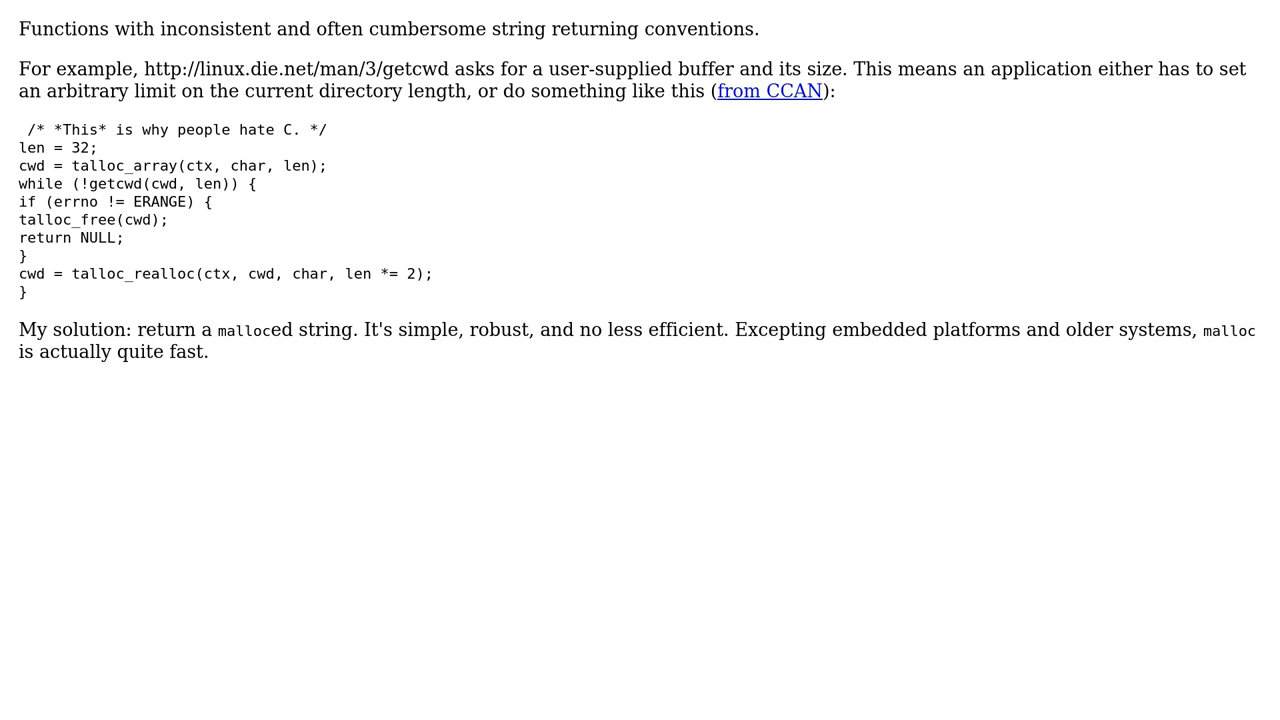 Functions with inconsistent and often cumbersome string returning conventions.
For example, http://linux.die.net/man/3/getcwd asks for a user-supplied buffer and its size. This means an application either has to set
an arbitrary limit on the current directory length, or do something like this (from CCAN):
/* *This* is why people hate C. */
len = 32;
cwd = talloc_array(ctx, char, len);
while (!getcwd(cwd, len)) {
if (errno != ERANGE) {
talloc_free(cwd);
return NULL;
}
cwd = talloc_realloc(ctx, cwd, char, len *= 2);
}
My solution: return a malloced string. It's simple, robust, and no less efficient. Excepting embedded platforms and older systems, malloc
is actually quite fast.